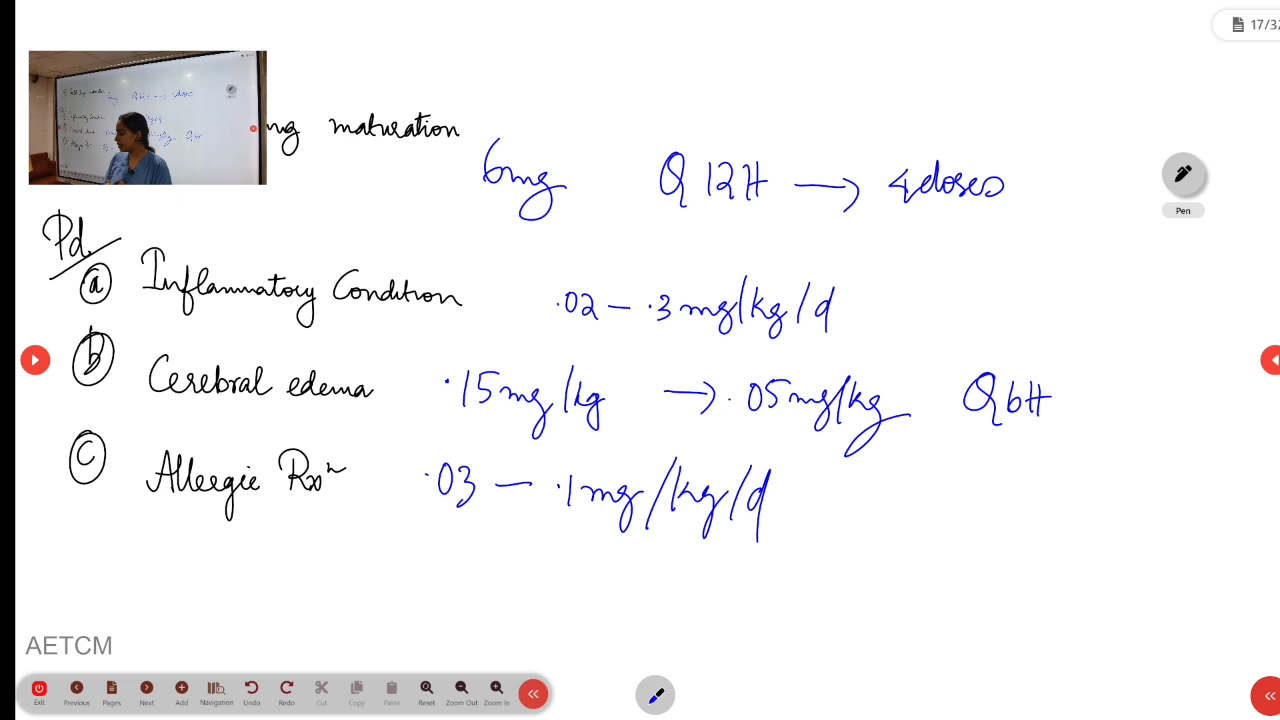 17/32
ng maturation
6mg Q12H → 4doses
Pd.
(a) Inflammatory Condition .02 – .3 mg/kg/d
(b) Cerebral edema .15mg/kg → .05mg/kg Q6H
(c) Allergic Rxn .03 – .1mg/kg/d
Pen
AETCM
Exit Previous Pages Next Add Navigation Undo Redo Cut Copy Paste Reset Zoom Out Zoom In